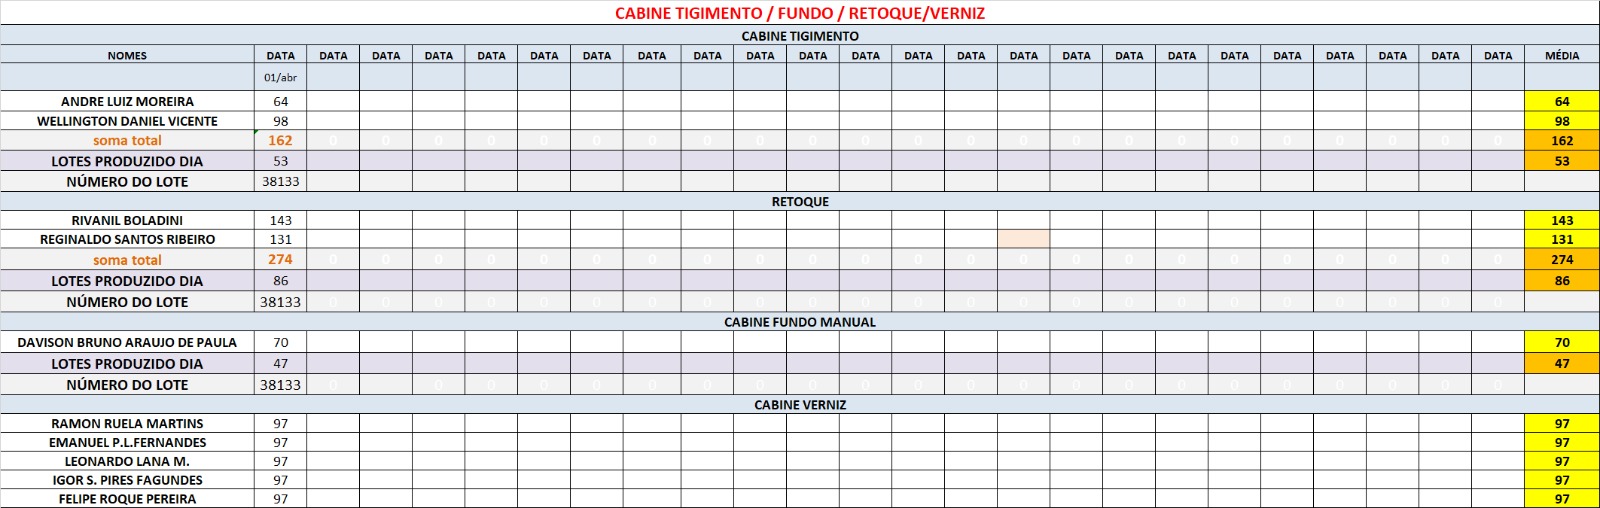 CABINE TIGIMENTO / FUNDO / RETOQUE/VERNIZ
CABINE TIGIMENTO
NOMES DATA DATA DATA DATA DATA DATA DATA DATA DATA DATA DATA DATA DATA DATA DATA DATA DATA DATA DATA DATA DATA DATA DATA DATA MÉDIA
01/abr
ANDRE LUIZ MOREIRA 64 64
WELLINGTON DANIEL VICENTE 98 98
soma total 162 0 0 0 0 0 0 0 0 0 0 0 0 0 0 0 0 0 0 0 0 0 0 0 162
LOTES PRODUZIDO DIA 53 53
NÚMERO DO LOTE 38133
RETOQUE
RIVANIL BOLADINI 143 143
REGINALDO SANTOS RIBEIRO 131 131
soma total 274 0 0 0 0 0 0 0 0 0 0 0 0 0 0 0 0 0 0 0 0 0 0 0 274
LOTES PRODUZIDO DIA 86 86
NÚMERO DO LOTE 38133 0 0 0 0 0 0 0 0 0 0 0 0 0 0 0 0 0 0 0 0 0 0 0
CABINE FUNDO MANUAL
DAVISON BRUNO ARAUJO DE PAULA 70 70
LOTES PRODUZIDO DIA 47 47
NÚMERO DO LOTE 38133 0 0 0 0 0 0 0 0 0 0 0 0 0 0 0 0 0 0 0 0 0 0
CABINE VERNIZ
RAMON RUELA MARTINS 97 97
EMANUEL P.L.FERNANDES 97 97
LEONARDO LANA M. 97 97
IGOR S. PIRES FAGUNDES 97 97
FELIPE ROQUE PEREIRA 97 97